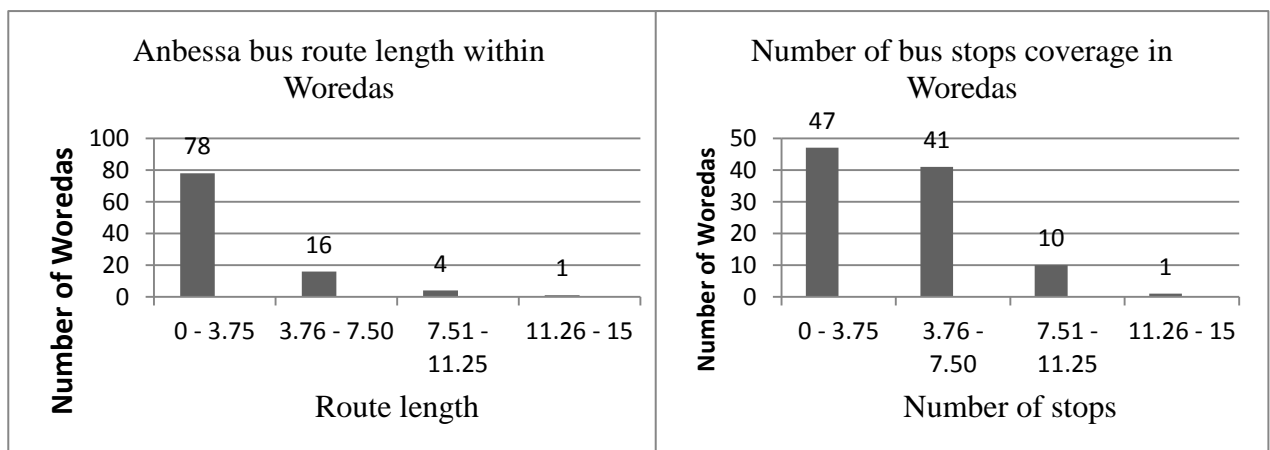 Anbessa bus route length within
Woredas
Number of Woredas
100
80
60
40
20
0
78
16
4
1
0 - 3.75 3.76 - 7.50 7.51 - 11.26 - 15
11.25
Route length
Number of bus stops coverage in
Woredas
Number of Woredas
50
40
30
20
10
0
47
41
10
1
0 - 3.75 3.76 - 7.51 - 11.26 - 15
7.50 11.25
Number of stops